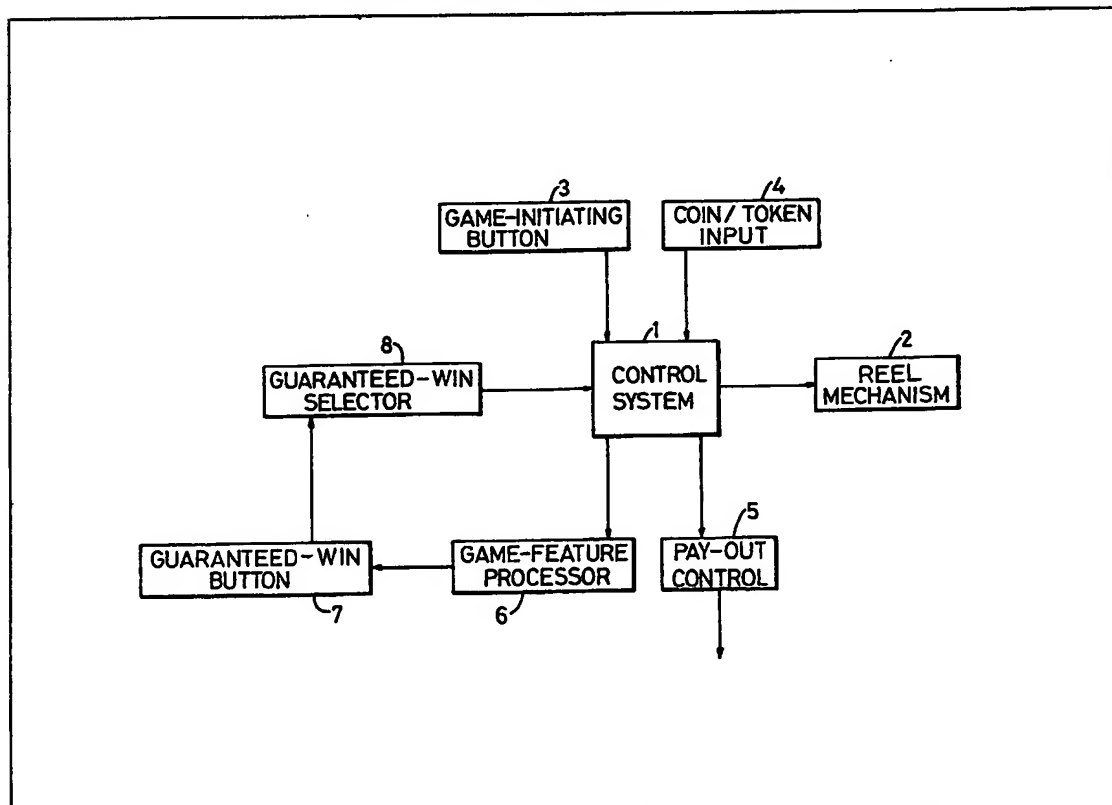 3
GAME-INITIATING
BUTTON
4
COIN/TOKEN
INPUT
8
GUARANTEED-WIN
SELECTOR
1
CONTROL
SYSTEM
2
REEL
MECHANISM
GUARANTEED-WIN
BUTTON
7
GAME-FEATURE
PROCESSOR
6
5
PAY-OUT
CONTROL